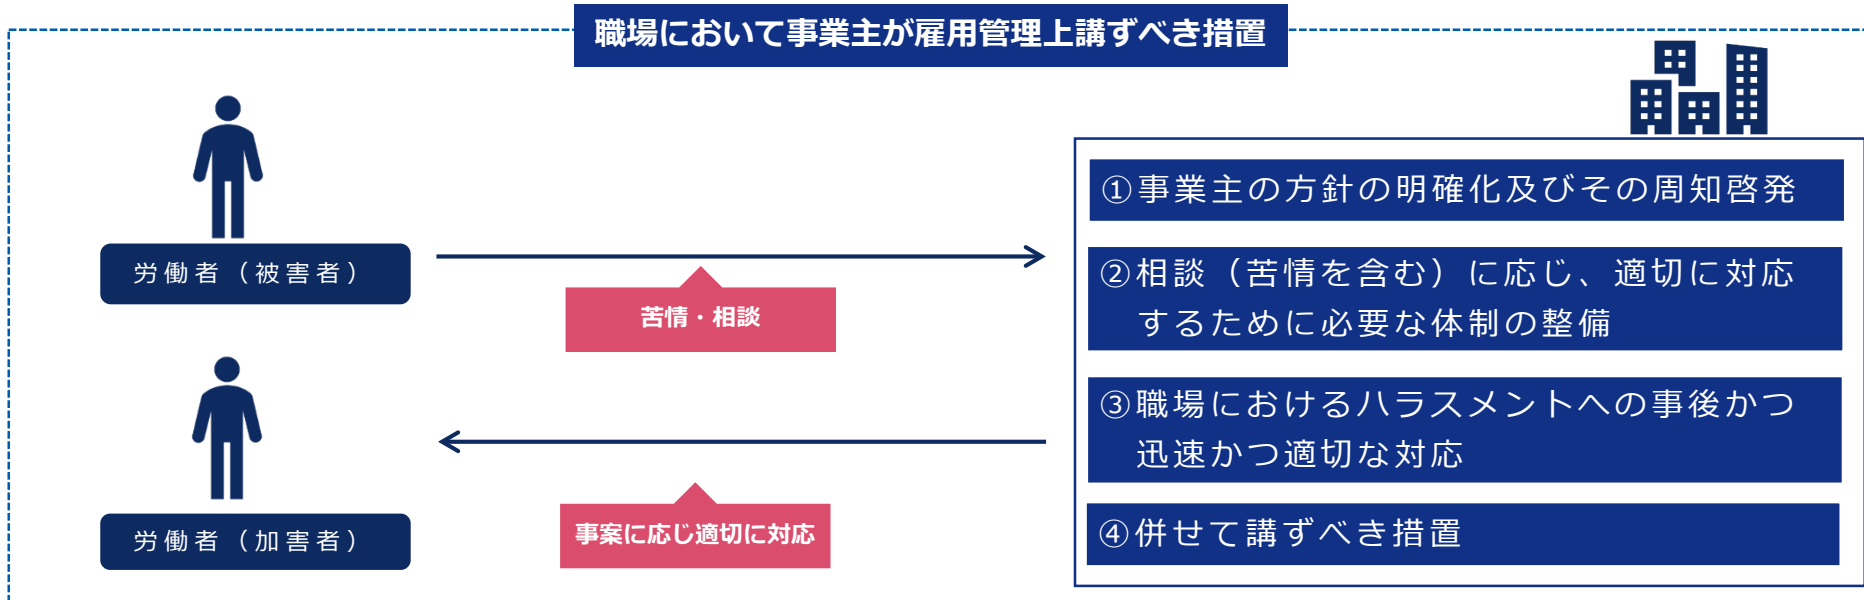 職場において事業主が雇用管理上講ずべき措置
労働者（被害者）
苦情・相談
労働者（加害者）
事案に応じ適切に対応
①事業主の方針の明確化及びその周知啓発
②相談（苦情を含む）に応じ、適切に対応
するために必要な体制の整備
③職場におけるハラスメントへの事後かつ
迅速かつ適切な対応
④併せて講ずべき措置